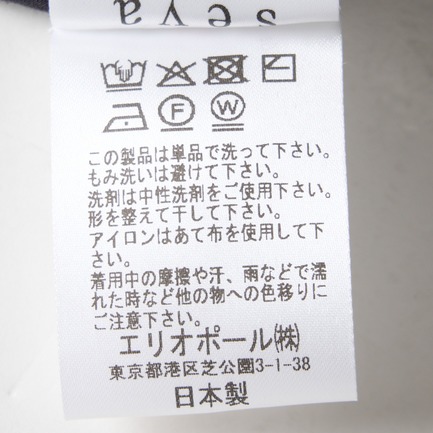 seya
F W
この製品は単品で洗って下さい。
もみ洗いは避けて下さい。
洗剤は中性洗剤をご使用下さい。
形を整えて干して下さい。
アイロンはあて布を使用して下
さい。
着用中の摩擦や汗、雨などで濡
れた時など他の物への色移りに
ご注意下さい。
エリオポール㈱
東京都港区芝公園3-1-38
日本製